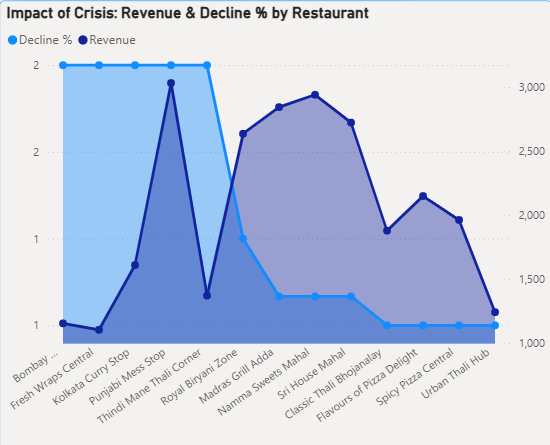 Impact of Crisis: Revenue & Decline % by Restaurant
Decline % Revenue
2
2
1
1
3,000
2,500
2,000
1,500
1,000
Bombay ...
Fresh Wraps Central
Kolkata Curry Stop
Punjabi Mess Stop
Thindi Mane Thali Corner
Royal Biryani Zone
Madras Grill Adda
Namma Sweets Mahal
Sri House Mahal
Classic Thali Bhojanalay
Flavours of Pizza Delight
Spicy Pizza Central
Urban Thali Hub